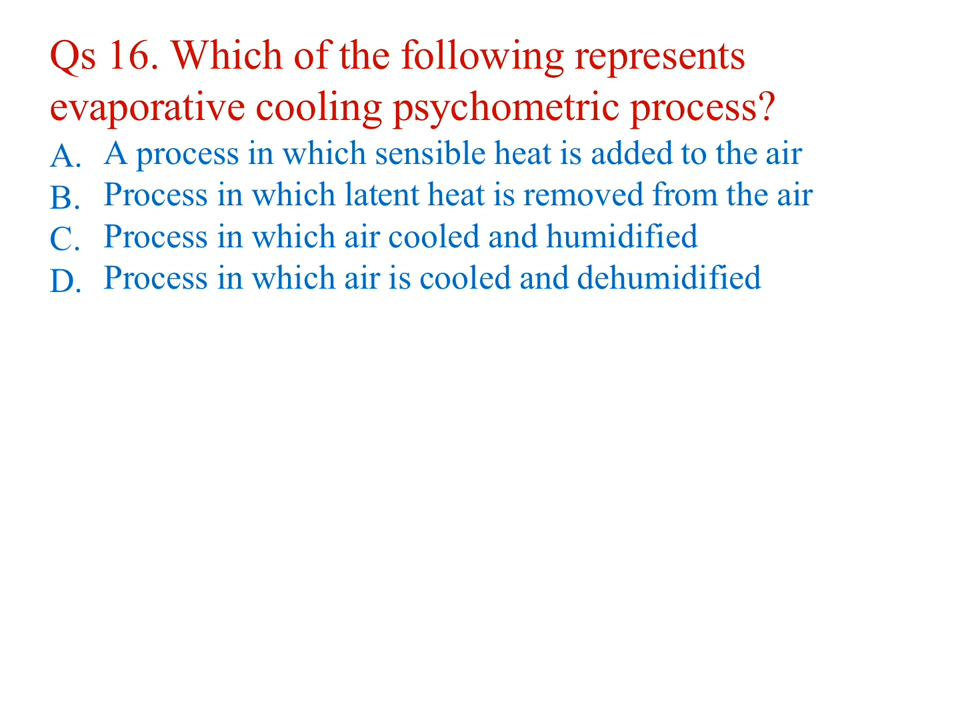 Qs 16. Which of the following represents
evaporative cooling psychometric process?
A. A process in which sensible heat is added to the air
B. Process in which latent heat is removed from the air
C. Process in which air cooled and humidified
D. Process in which air is cooled and dehumidified